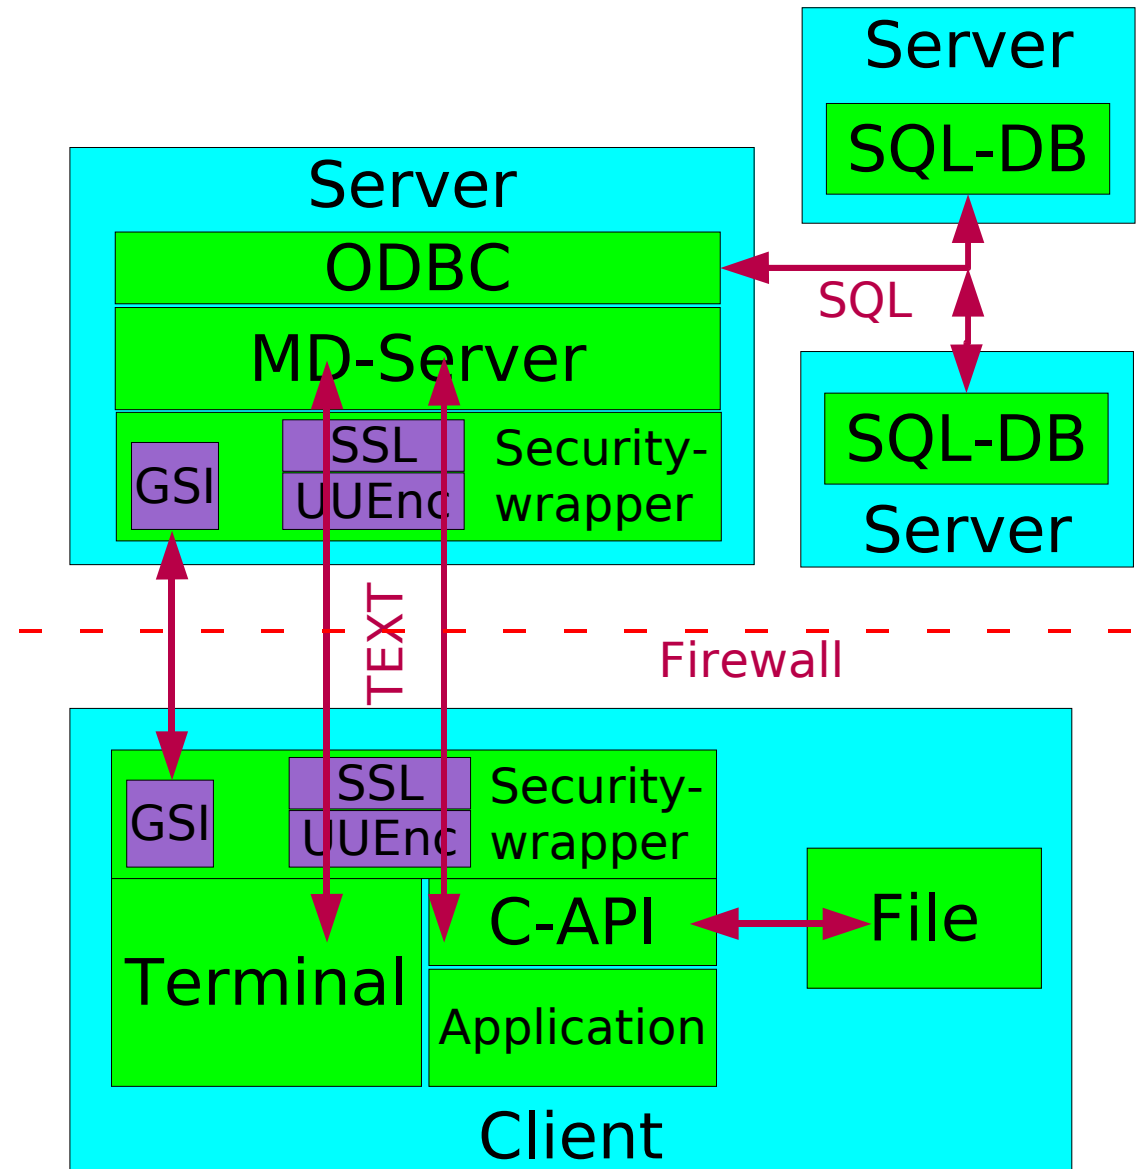 Server
SQL-DB
Server
ODBC
SQL
MD-Server
SQL-DB
Server
SSL
UUEnc
GSI
Security-
wrapper
TEXT
Firewall
SSL
UUEnc
GSI
Security-
wrapper
C-API
File
Terminal
Application
Client